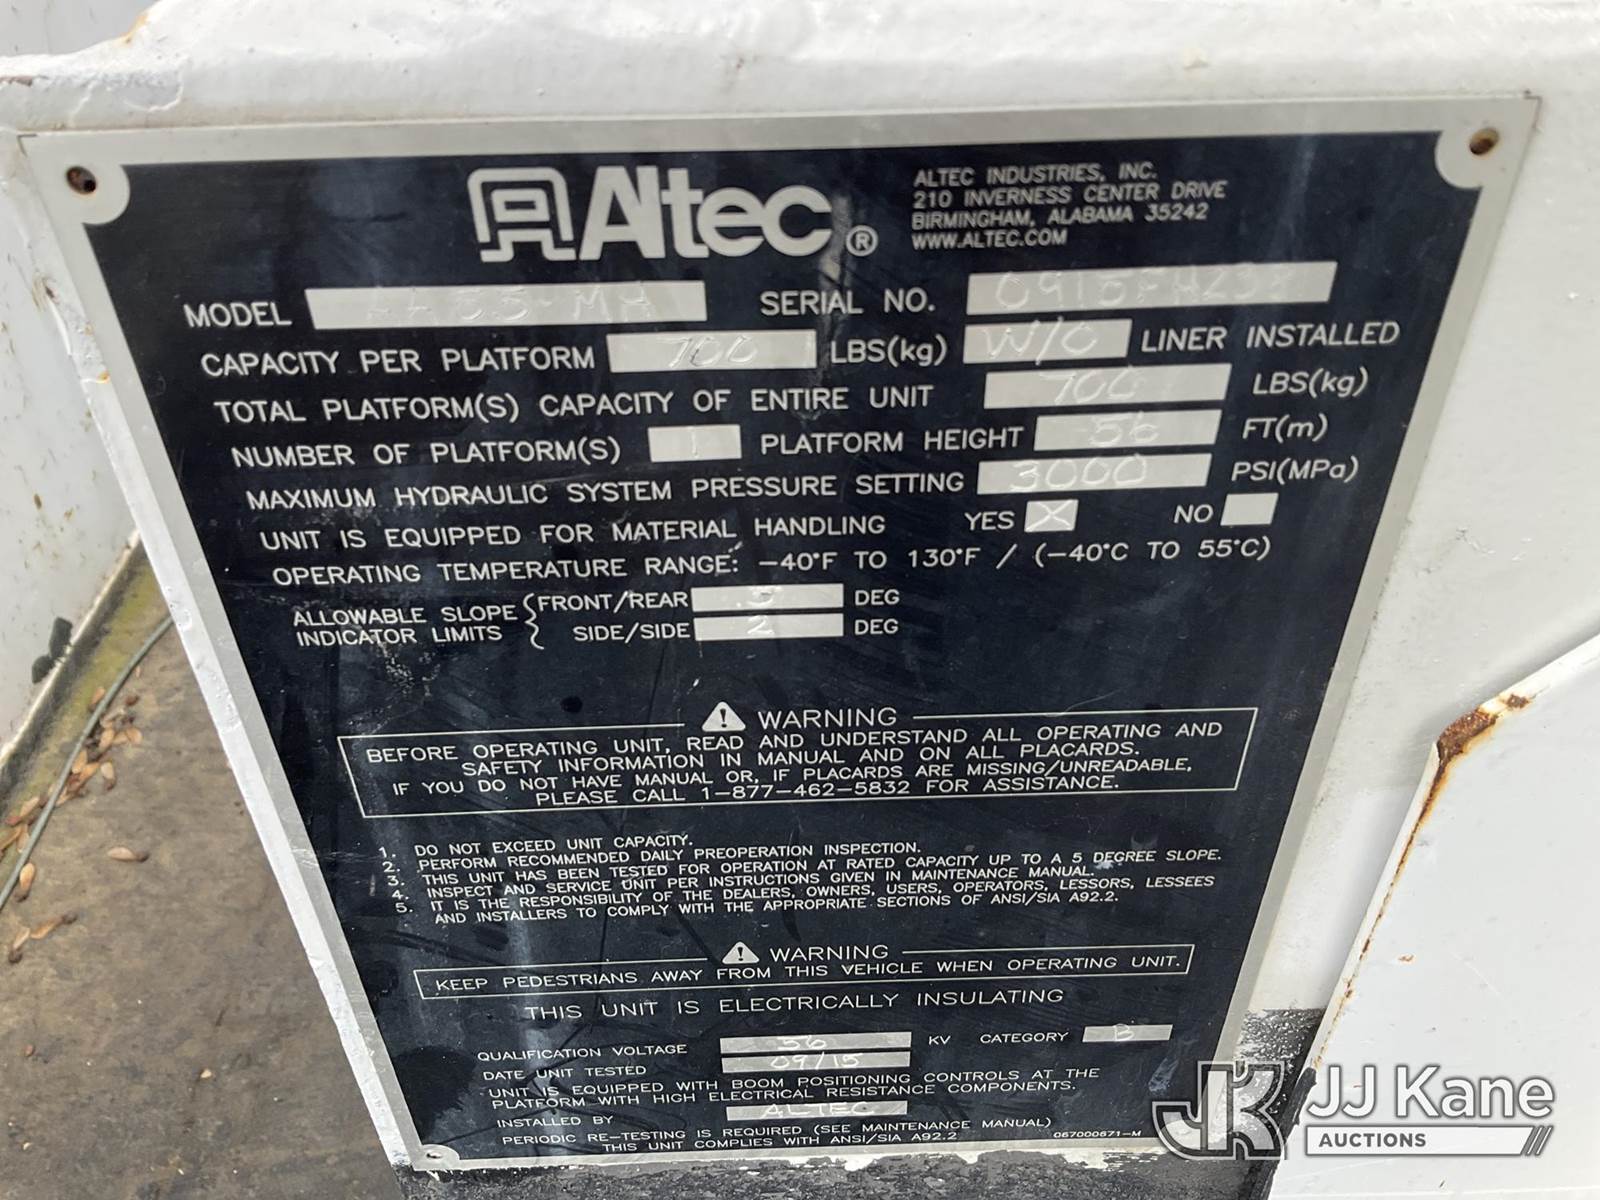 Altec®
ALTEC INDUSTRIES, INC.
210 INVERNESS CENTER DRIVE
BIRMINGHAM, ALABAMA 35242
WWW.ALTEC.COM
MODEL 55-MH SERIAL NO.
CAPACITY PER PLATFORM 700 LBS(kg) W/O LINER INSTALLED
TOTAL PLATFORM(S) CAPACITY OF ENTIRE UNIT 700 LBS(kg)
NUMBER OF PLATFORM(S) 1 PLATFORM HEIGHT 56 FT(m)
MAXIMUM HYDRAULIC SYSTEM PRESSURE SETTING 3000 PSI(MPa)
UNIT IS EQUIPPED FOR MATERIAL HANDLING YES X NO
OPERATING TEMPERATURE RANGE: -40°F TO 130°F / (-40°C TO 55°C)
ALLOWABLE SLOPE INDICATOR LIMITS { FRONT/REAR DEG
SIDE/SIDE 2 DEG
WARNING
BEFORE OPERATING UNIT, READ AND UNDERSTAND ALL OPERATING AND
SAFETY INFORMATION IN MANUAL AND ON ALL PLACARDS.
IF YOU DO NOT HAVE MANUAL OR, IF PLACARDS ARE MISSING/UNREADABLE,
PLEASE CALL 1-877-462-5832 FOR ASSISTANCE.
1. DO NOT EXCEED UNIT CAPACITY.
2. PERFORM RECOMMENDED DAILY PREOPERATION INSPECTION.
3. THIS UNIT HAS BEEN TESTED FOR OPERATION AT RATED CAPACITY UP TO A 5 DEGREE SLOPE.
4. INSPECT AND SERVICE UNIT PER INSTRUCTIONS GIVEN IN MAINTENANCE MANUAL.
5. IT IS THE RESPONSIBILITY OF THE DEALERS, OWNERS, USERS, OPERATORS, LESSORS, LESSEES
AND INSTALLERS TO COMPLY WITH THE APPROPRIATE SECTIONS OF ANSI/SIA A92.2.
WARNING
KEEP PEDESTRIANS AWAY FROM THIS VEHICLE WHEN OPERATING UNIT.
THIS UNIT IS ELECTRICALLY INSULATING
QUALIFICATION VOLTAGE KV CATEGORY B
DATE UNIT TESTED 09/15
UNIT IS EQUIPPED WITH BOOM POSITIONING CONTROLS AT THE
PLATFORM WITH HIGH ELECTRICAL RESISTANCE COMPONENTS.
INSTALLED BY ALTEC
PERIODIC RE-TESTING IS REQUIRED (SEE MAINTENANCE MANUAL)
THIS UNIT COMPLIES WITH ANSI/SIA A92.2 067000671-M
JK JJ Kane
AUCTIONS